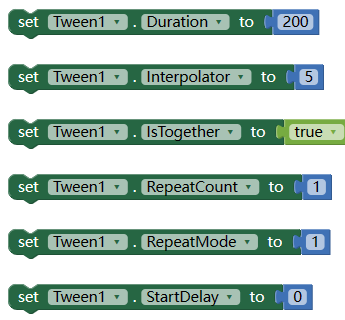 set Tween1 . Duration to 200
set Tween1 . Interpolator to 5
set Tween1 . IsTogether to true
set Tween1 . RepeatCount to 1
set Tween1 . RepeatMode to 1
set Tween1 . StartDelay to 0